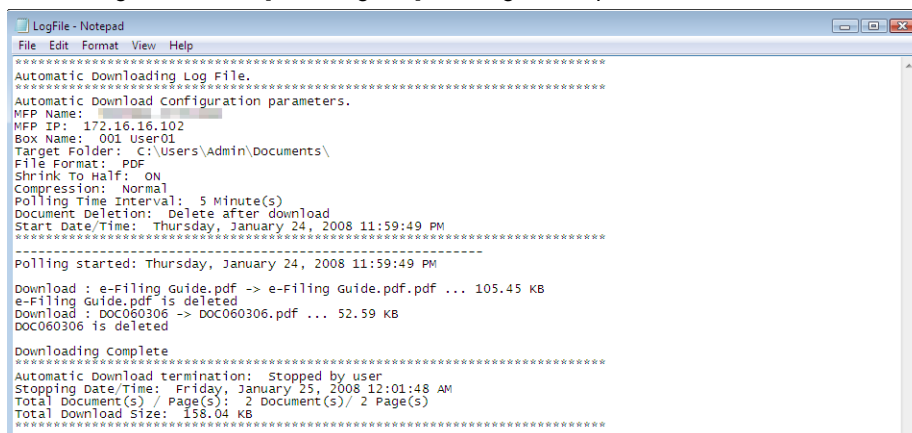 LogFile - Notepad
File Edit Format View Help
******************************************************************************
Automatic Downloading Log File.
******************************************************************************
Automatic Download Configuration parameters.
MFP Name:
MFP IP: 172.16.16.102
Box Name: 001 User01
Target Folder: C:\Users\Admin\Documents\
File Format: PDF
Shrink To Half: ON
Compression: Normal
Polling Time Interval: 5 Minute(s)
Document Deletion: Delete after download
Start Date/Time: Thursday, January 24, 2008 11:59:49 PM
******************************************************************************
--------------------------------------------------------------
Polling started: Thursday, January 24, 2008 11:59:49 PM
Download : e-Filing Guide.pdf -> e-Filing Guide.pdf.pdf ... 105.45 KB
e-Filing Guide.pdf is deleted
Download : DOC060306 -> DOC060306.pdf ... 52.59 KB
DOC060306 is deleted
Downloading Complete
******************************************************************************
Automatic Download termination: Stopped by user
Stopping Date/Time: Friday, January 25, 2008 12:01:48 AM
Total Document(s) / Page(s): 2 Document(s)/ 2 Page(s)
Total Download Size: 158.04 KB
******************************************************************************